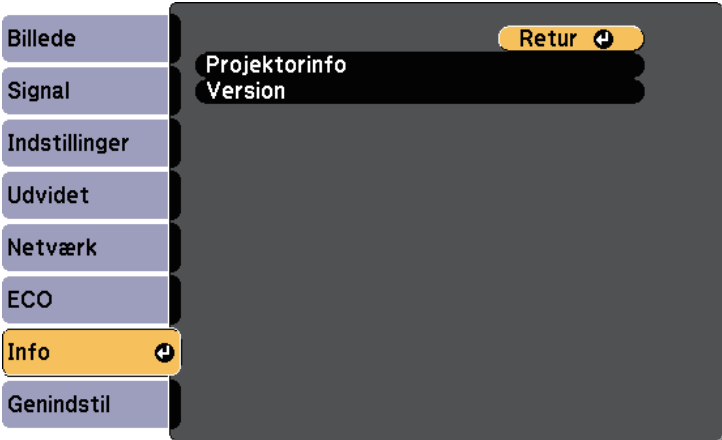 Billede
Signal
Indstillinger
Udvidet
Netværk
ECO
Info
Genindstil
Retur
Projektorinfo
Version